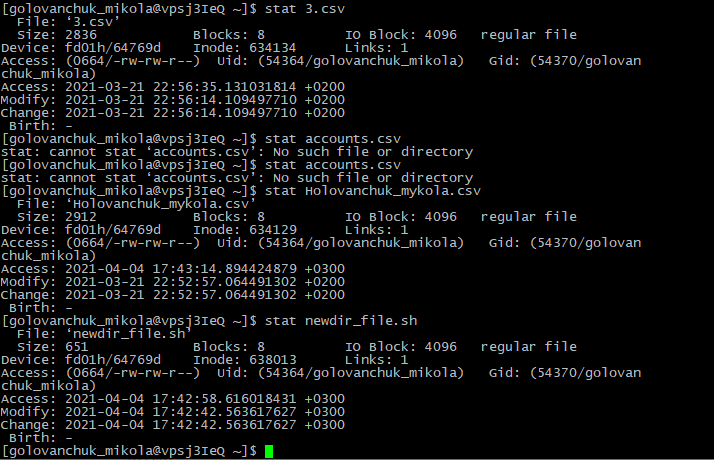 [golovanchuk_mikola@vpsj3IeQ ~]$ stat 3.csv
  File: ‘3.csv’
  Size: 2836            Blocks: 8          IO Block: 4096   regular file
Device: fd01h/64769d    Inode: 634134      Links: 1
Access: (0664/-rw-rw-r--)  Uid: (54364/golovanchuk_mikola)   Gid: (54370/golovan
chuk_mikola)
Access: 2021-03-21 22:56:35.131031814 +0200
Modify: 2021-03-21 22:56:14.109497710 +0200
Change: 2021-03-21 22:56:14.109497710 +0200
 Birth: -
[golovanchuk_mikola@vpsj3IeQ ~]$ stat accounts.csv
stat: cannot stat ‘accounts.csv’: No such file or directory
[golovanchuk_mikola@vpsj3IeQ ~]$ stat accounts.csv
stat: cannot stat ‘accounts.csv’: No such file or directory
[golovanchuk_mikola@vpsj3IeQ ~]$ stat Holovanchuk_mykola.csv
  File: ‘Holovanchuk_mykola.csv’
  Size: 2912            Blocks: 8          IO Block: 4096   regular file
Device: fd01h/64769d    Inode: 634129      Links: 1
Access: (0664/-rw-rw-r--)  Uid: (54364/golovanchuk_mikola)   Gid: (54370/golovan
chuk_mikola)
Access: 2021-04-04 17:43:14.894424879 +0300
Modify: 2021-03-21 22:52:57.064491302 +0200
Change: 2021-03-21 22:52:57.064491302 +0200
 Birth: -
[golovanchuk_mikola@vpsj3IeQ ~]$ stat newdir_file.sh
  File: ‘newdir_file.sh’
  Size: 651             Blocks: 8          IO Block: 4096   regular file
Device: fd01h/64769d    Inode: 638013      Links: 1
Access: (0664/-rw-rw-r--)  Uid: (54364/golovanchuk_mikola)   Gid: (54370/golovan
chuk_mikola)
Access: 2021-04-04 17:42:58.616018431 +0300
Modify: 2021-04-04 17:42:42.563617627 +0300
Change: 2021-04-04 17:42:42.563617627 +0300
 Birth: -
[golovanchuk_mikola@vpsj3IeQ ~]$